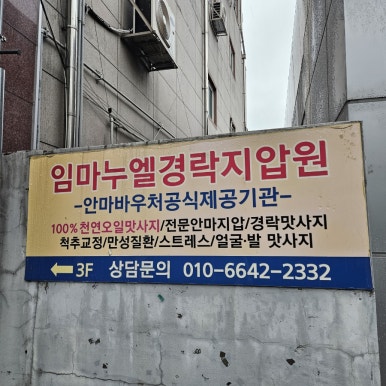 임마누엘경락지압원
-안마바우처공식제공기관-
100%천연오일맛사지/전문안마지압/경락맛사지
척추교정/만성질환/스트레스/얼굴·발 맛사지
3F 상담문의 010-6642-2332